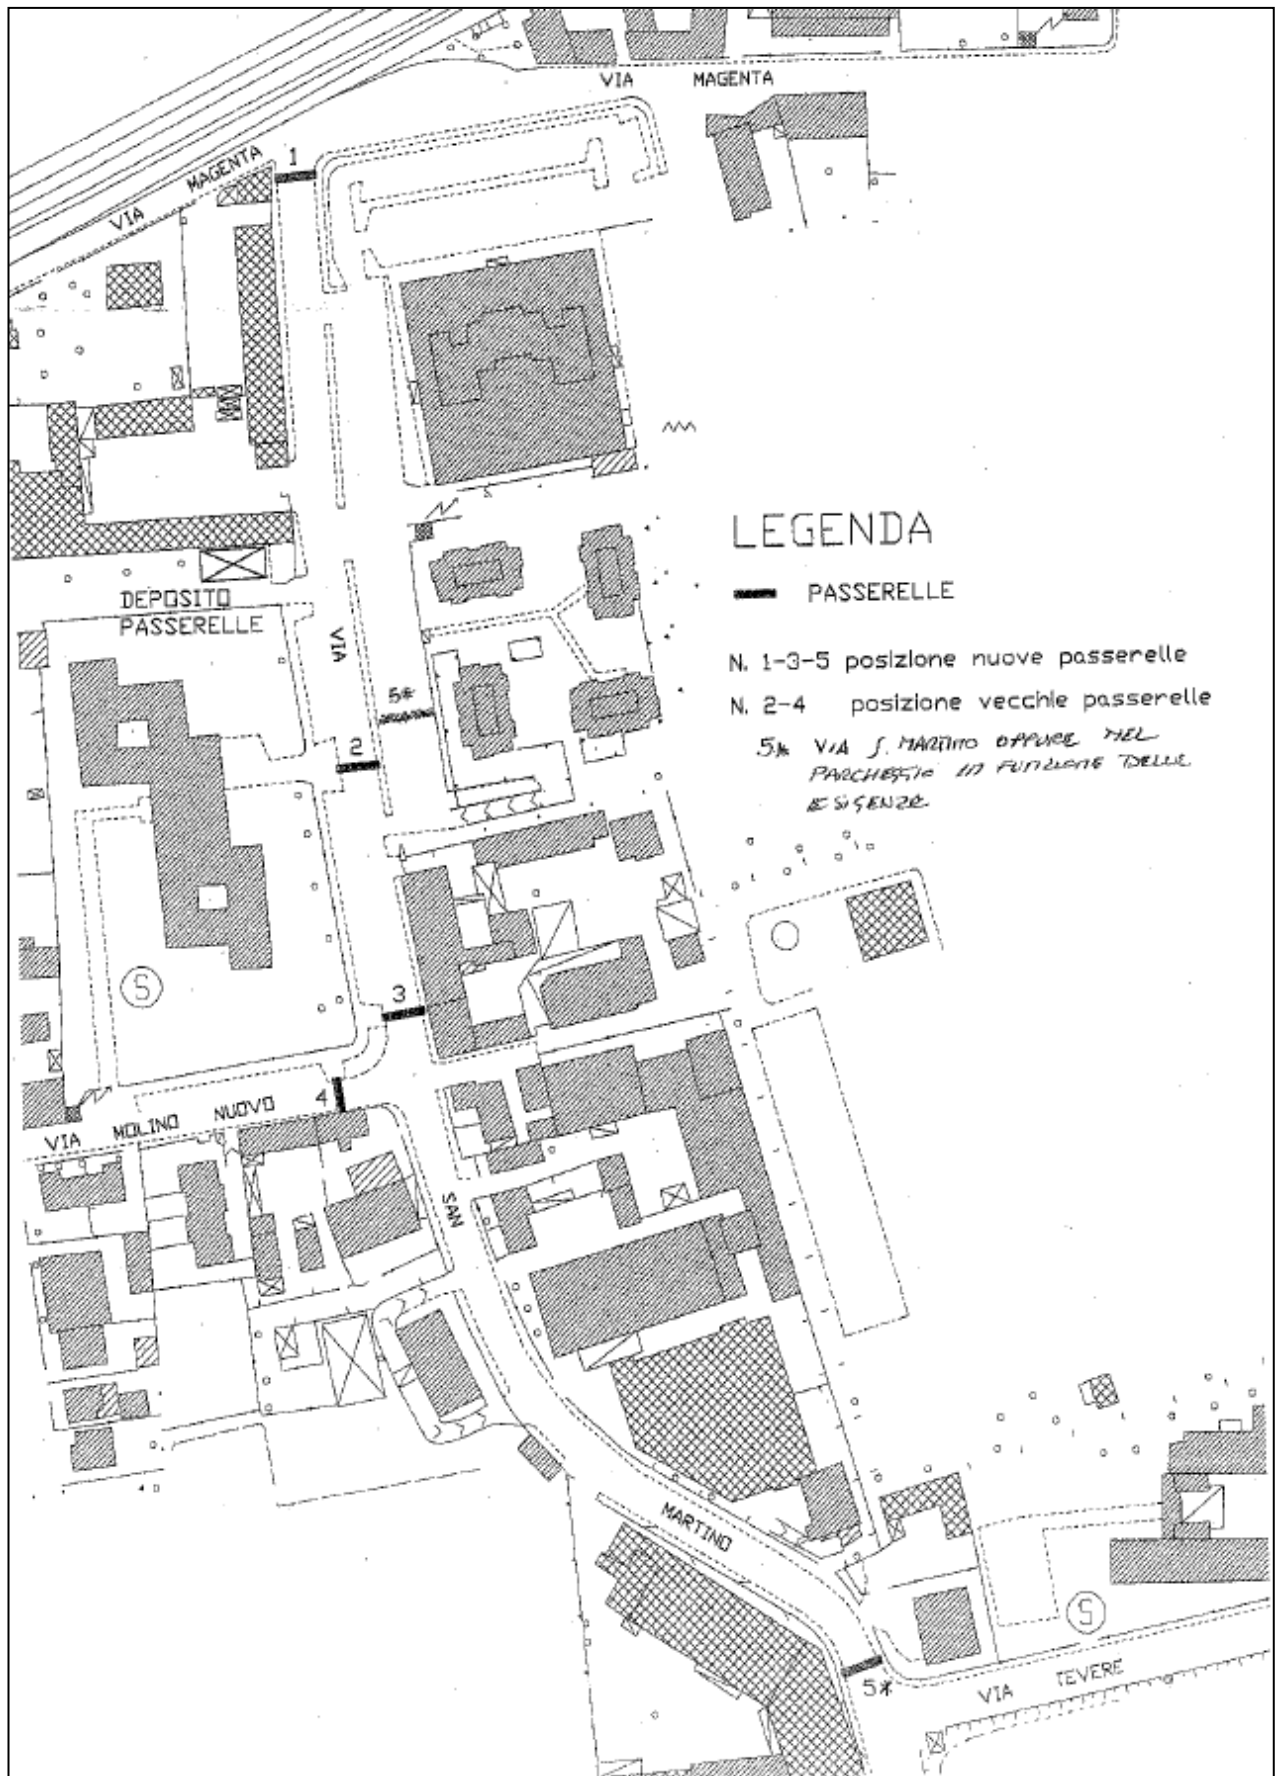 VIA MAGENTA
VIA MAGENTA
1
LEGENDA
PASSERELLE
DEPOSITO
PASSERELLE
VIA
N. 1-3-5 posizione nuove passerelle
5*
N. 2-4 posizione vecchie passerelle
2
5* VIA S. MARTINO OPPURE NEL
PARCHEGGIO IN FUNZIONE DELLE
ESIGENZE
S
3
4
VIA MOLINO NUOVO
SAN
MARTINO
S
5*
VIA TEVERE